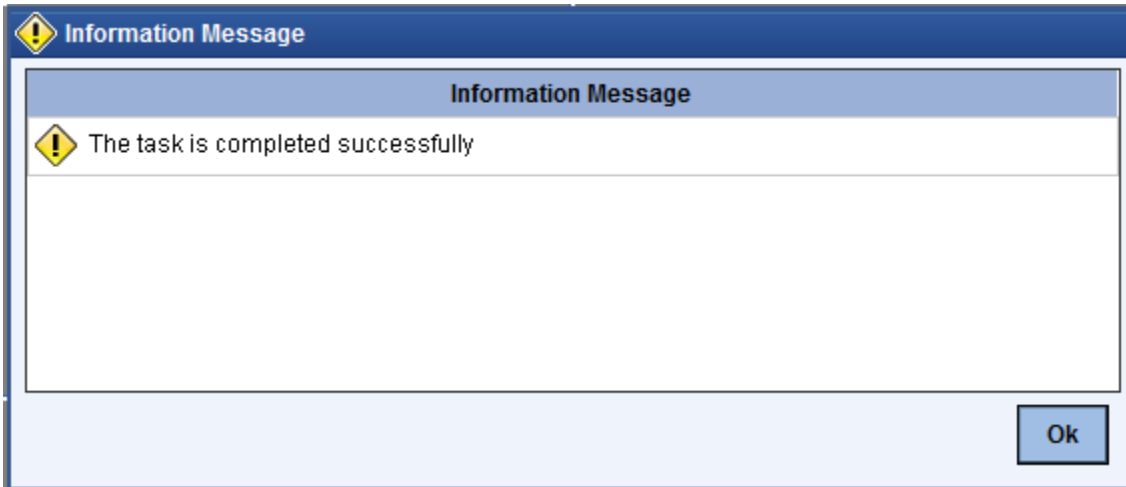 Information Message
Information Message
The task is completed successfully
Ok